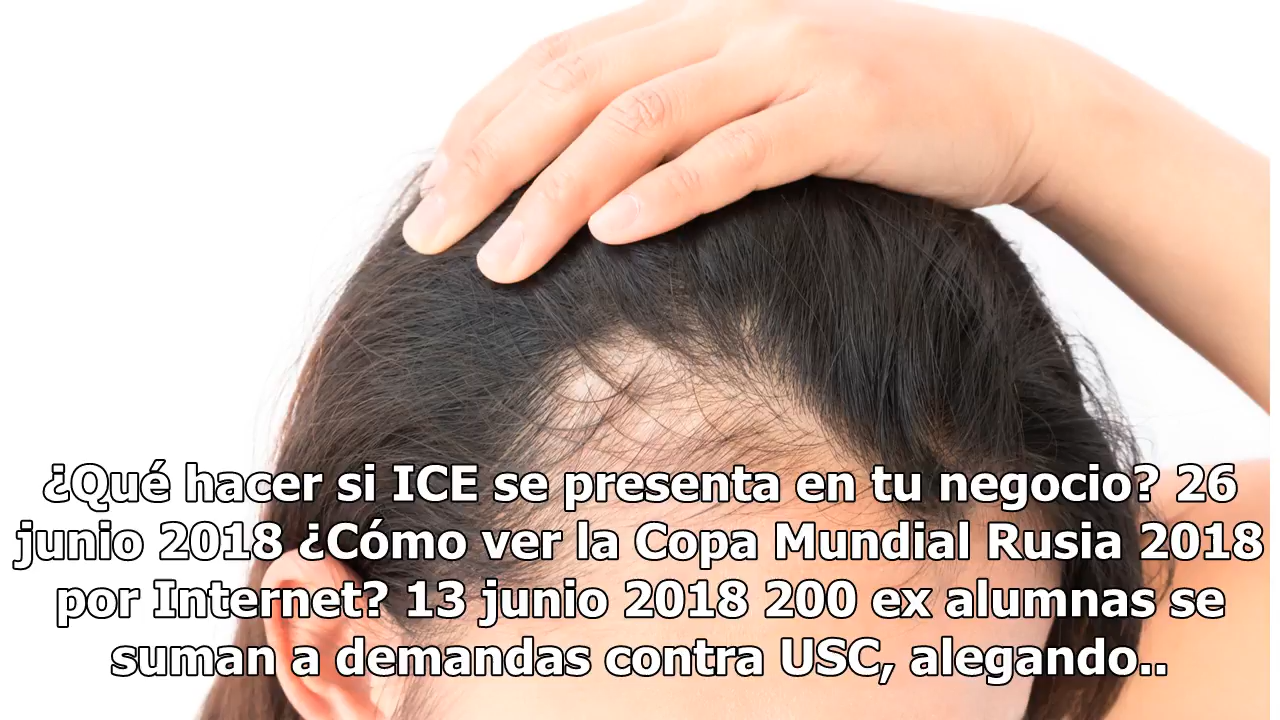 ¿Qué hacer si ICE se presenta en tu negocio? 26
junio 2018 ¿Cómo ver la Copa Mundial Rusia 2018
por Internet? 13 junio 2018 200 ex alumnas se
suman a demandas contra USC, alegando..